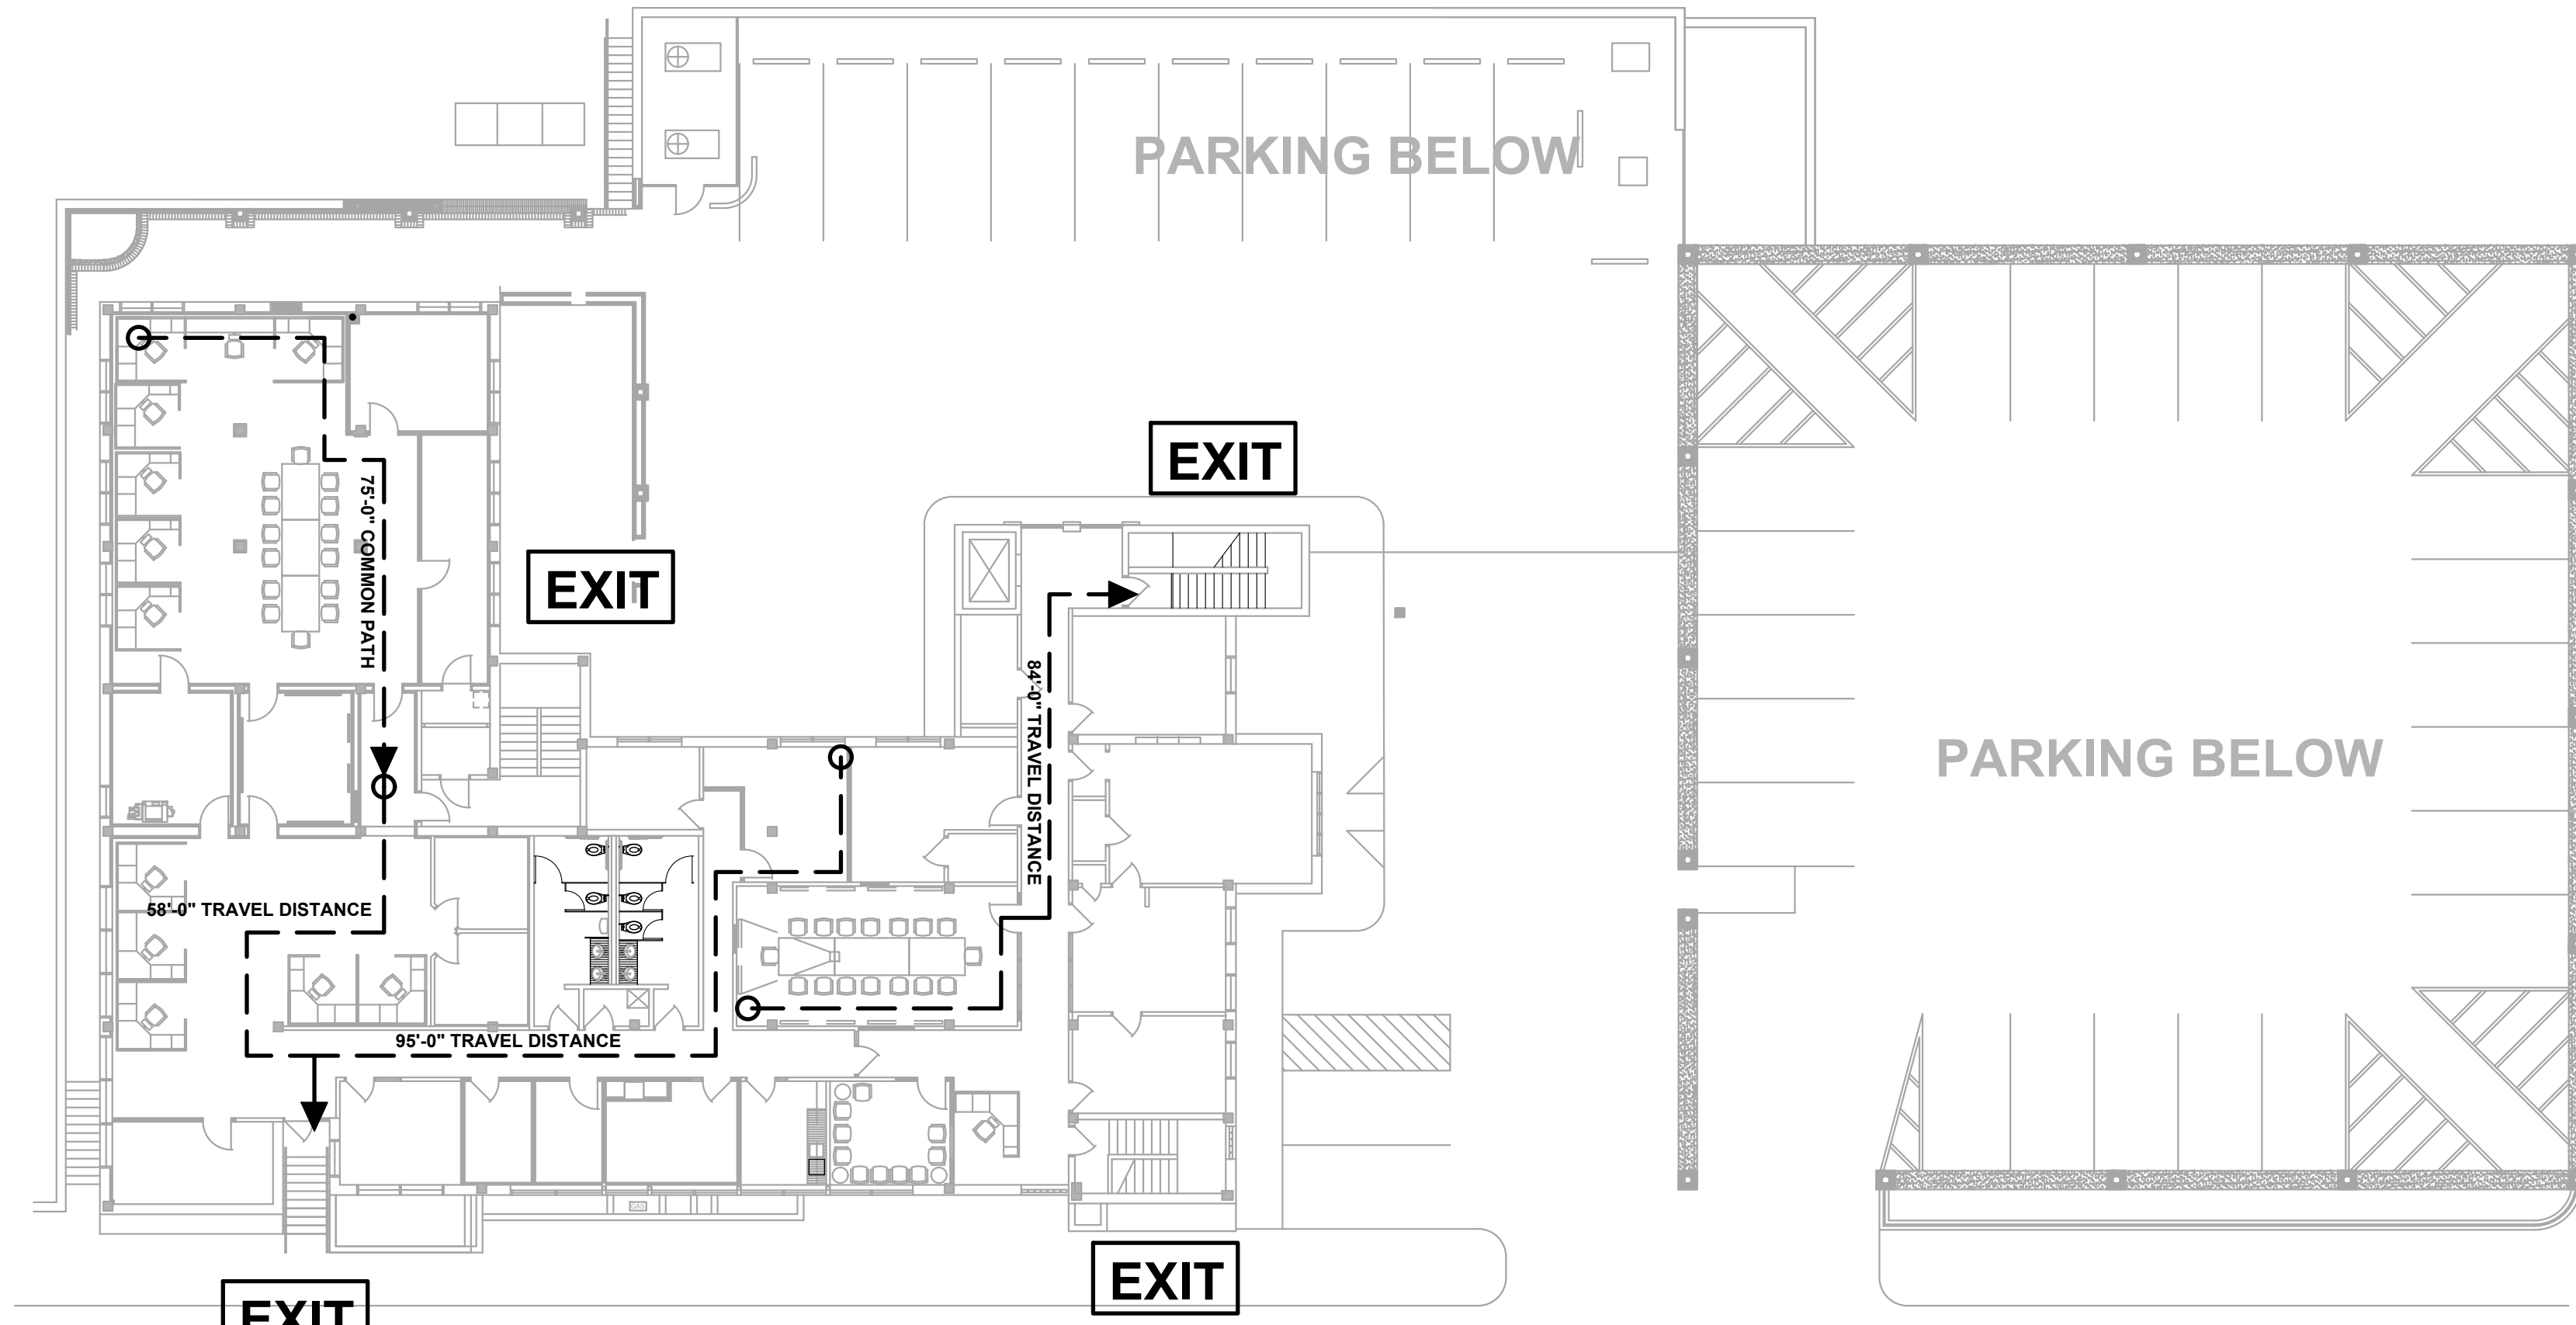 PARKING BELOW
EXIT
75'-0" COMMON PATH
EXIT
84'-0" TRAVEL DISTANCE
PARKING BELOW
58'-0" TRAVEL DISTANCE
95'-0" TRAVEL DISTANCE
EXIT
EXIT